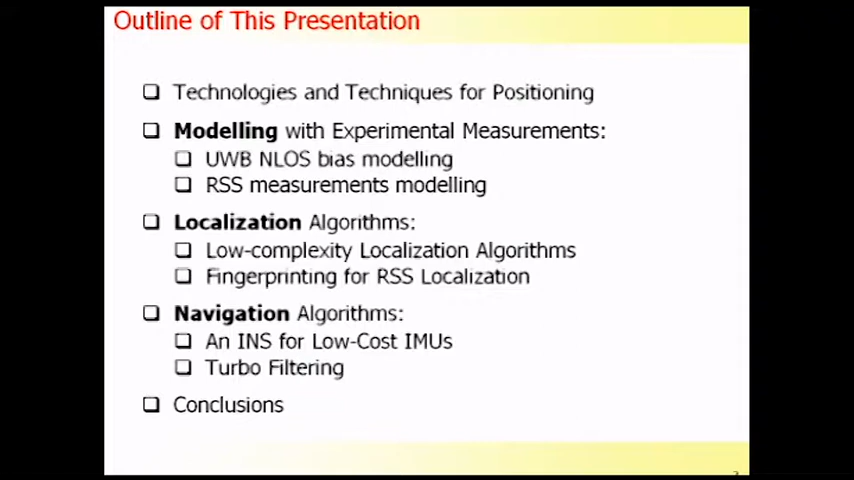 Outline of This Presentation
Technologies and Techniques for Positioning
Modelling with Experimental Measurements:
UWB NLOS bias modelling
RSS measurements modelling
Localization Algorithms:
Low-complexity Localization Algorithms
Fingerprinting for RSS Localization
Navigation Algorithms:
An INS for Low-Cost IMUs
Turbo Filtering
Conclusions